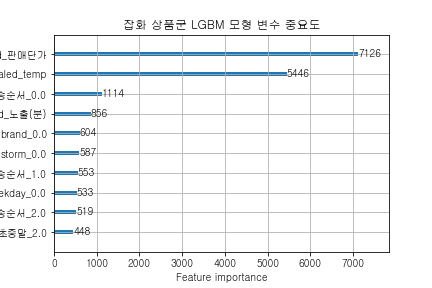 잡화 상품군 LGBM 모형 변수 중요도
d_판매단가
7126
aled_temp
5446
송순서_0.0
1114
d_노출(분)
856
brand_0.0
604
storm_0.0
587
송순서_1.0
553
ekday_0.0
533
송순서_2.0
519
초중말_2.0
448
0 1000 2000 3000 4000 5000 6000 7000
Feature importance